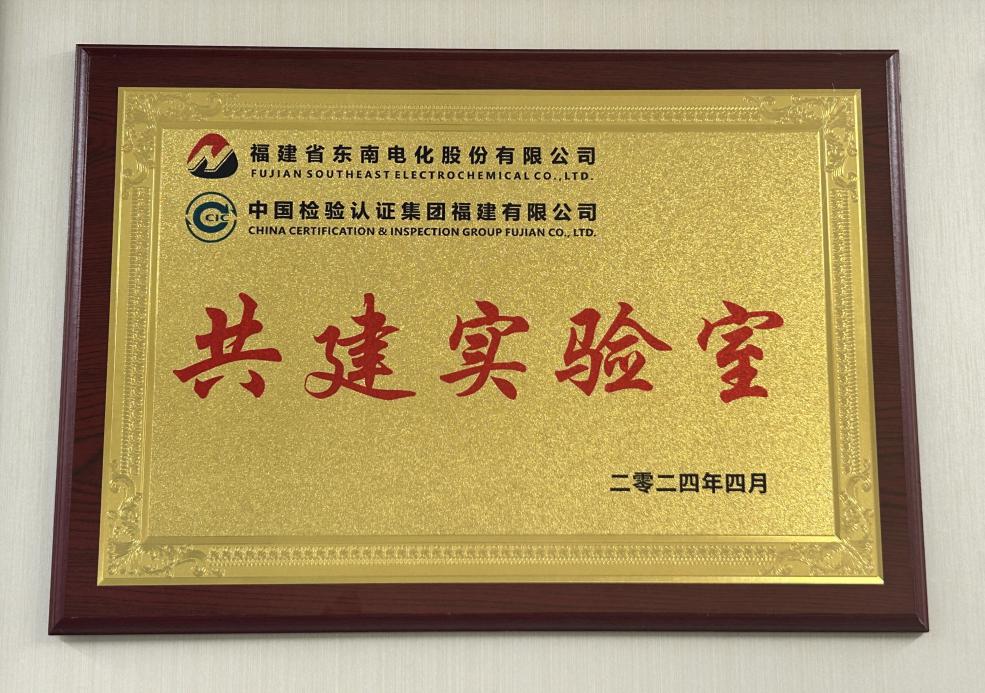 福建省东南电化股份有限公司
FUJIAN SOUTHEAST ELECTROCHEMICAL CO.,LTD.
CCIC
中国检验认证集团福建有限公司
CHINA CERTIFICATION & INSPECTION GROUP FUJIAN CO., LTD.
共建实验室
二零二四年四月